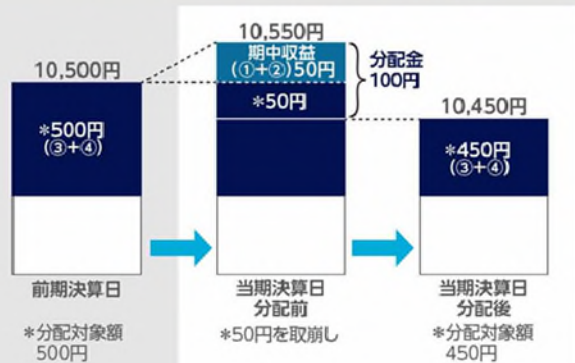 10,500円
*500円
(③+④)
前期決算日
*分配対象額
500円
10,550円
期中収益
(①+②)50円
*50円
分配金
100円
当期決算日
分配前
*50円を取崩し
10,450円
*450円
(③+④)
当期決算日
分配後
*分配対象額
450円